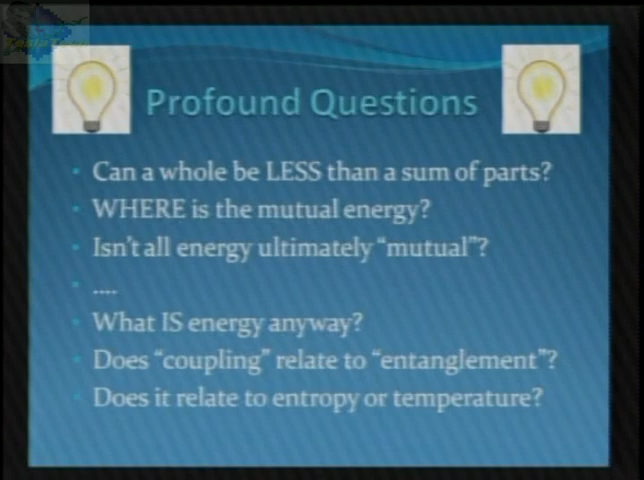 Profound Questions
Can a whole be LESS than a sum of parts?
WHERE is the mutual energy?
Isn't all energy ultimately “mutual”?
....
What IS energy anyway?
Does “coupling” relate to “entanglement”?
Does it relate to entropy or temperature?